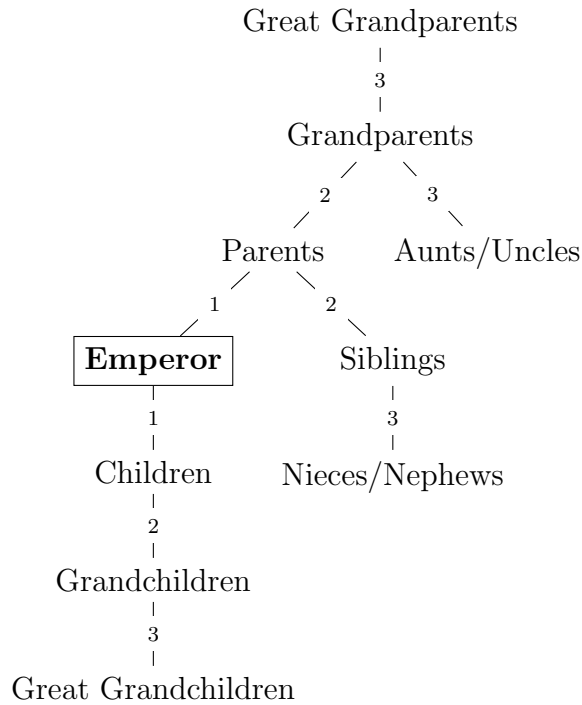 Great Grandparents
3
Grandparents
2 3
Parents Aunts/Uncles
1 2
Emperor Siblings
1 3
Children Nieces/Nephews
2
Grandchildren
3
Great Grandchildren